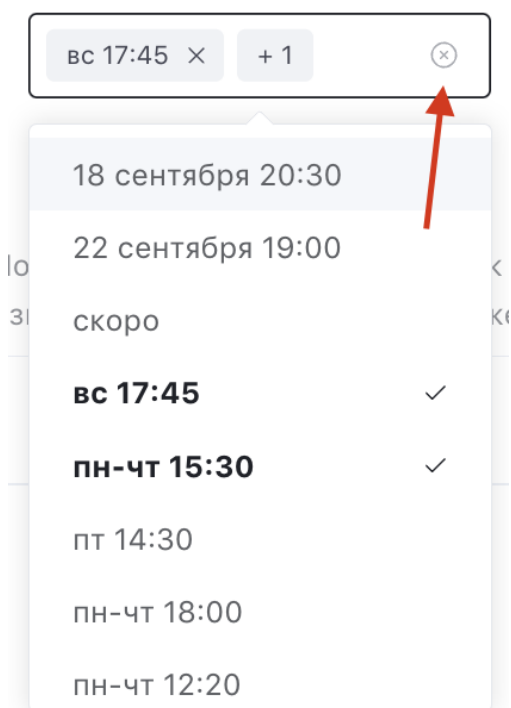 вс 17:45 × + 1
18 сентября 20:30
22 сентября 19:00
скоро
вс 17:45
пн-чт 15:30
пт 14:30
пн-чт 18:00
пн-чт 12:20